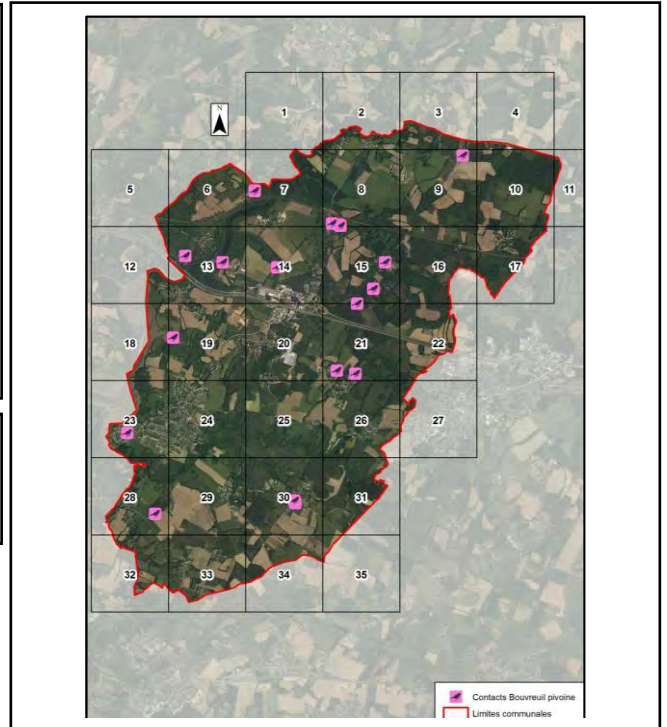 N
1 2 3 4
5 6 7 8 9 10 11
12 13 14 15 16 17
18 19 20 21 22
23 24 25 26 27
28 29 30 31
32 33 34 35
Contacts Bouvreuil pivoine
Limites communales